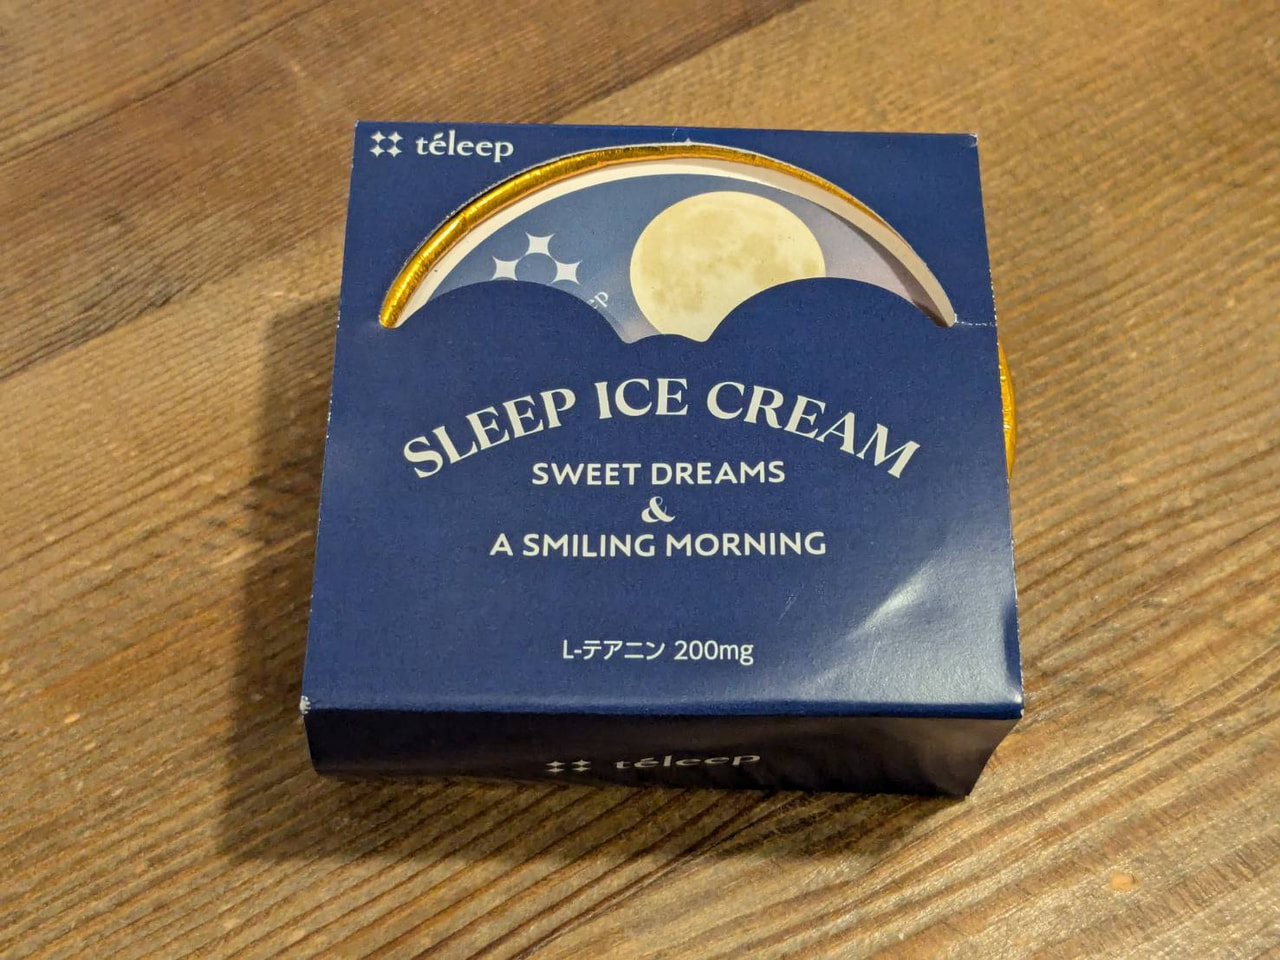 téleep
SLEEP ICE CREAM
SWEET DREAMS
&
A SMILING MORNING
L-テアニン 200mg
téleep